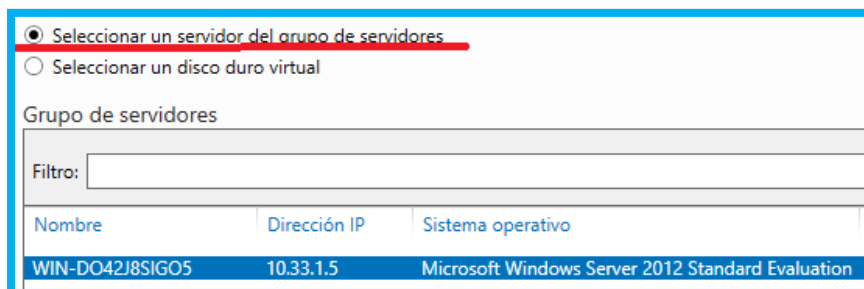 Seleccionar un servidor del grupo de servidores
Seleccionar un disco duro virtual
Grupo de servidores
Filtro:
Nombre Dirección IP Sistema operativo
WIN-DO42J8SIGO5 10.33.1.5 Microsoft Windows Server 2012 Standard Evaluation